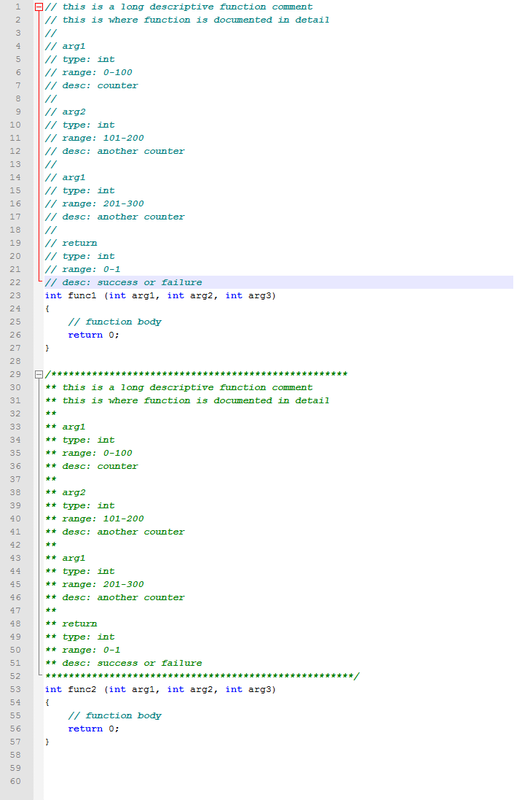 1 // this is a long descriptive function comment
2 // this is where function is documented in detail
3 //
4 // arg1
5 // type: int
6 // range: 0-100
7 // desc: counter
8 //
9 // arg2
10 // type: int
11 // range: 101-200
12 // desc: another counter
13 //
14 // arg1
15 // type: int
16 // range: 201-300
17 // desc: another counter
18 //
19 // return
20 // type: int
21 // range: 0-1
22 // desc: success or failure
23 int func1 (int arg1, int arg2, int arg3)
24 {
25     // function body
26     return 0;
27 }
28
29 /***************************************************
30 ** this is a long descriptive function comment
31 ** this is where function is documented in detail
32 **
33 ** arg1
34 ** type: int
35 ** range: 0-100
36 ** desc: counter
37 **
38 ** arg2
39 ** type: int
40 ** range: 101-200
41 ** desc: another counter
42 **
43 ** arg1
44 ** type: int
45 ** range: 201-300
46 ** desc: another counter
47 **
48 ** return
49 ** type: int
50 ** range: 0-1
51 ** desc: success or failure
52 *****************************************************/
53 int func2 (int arg1, int arg2, int arg3)
54 {
55     // function body
56     return 0;
57 }
58
59
60